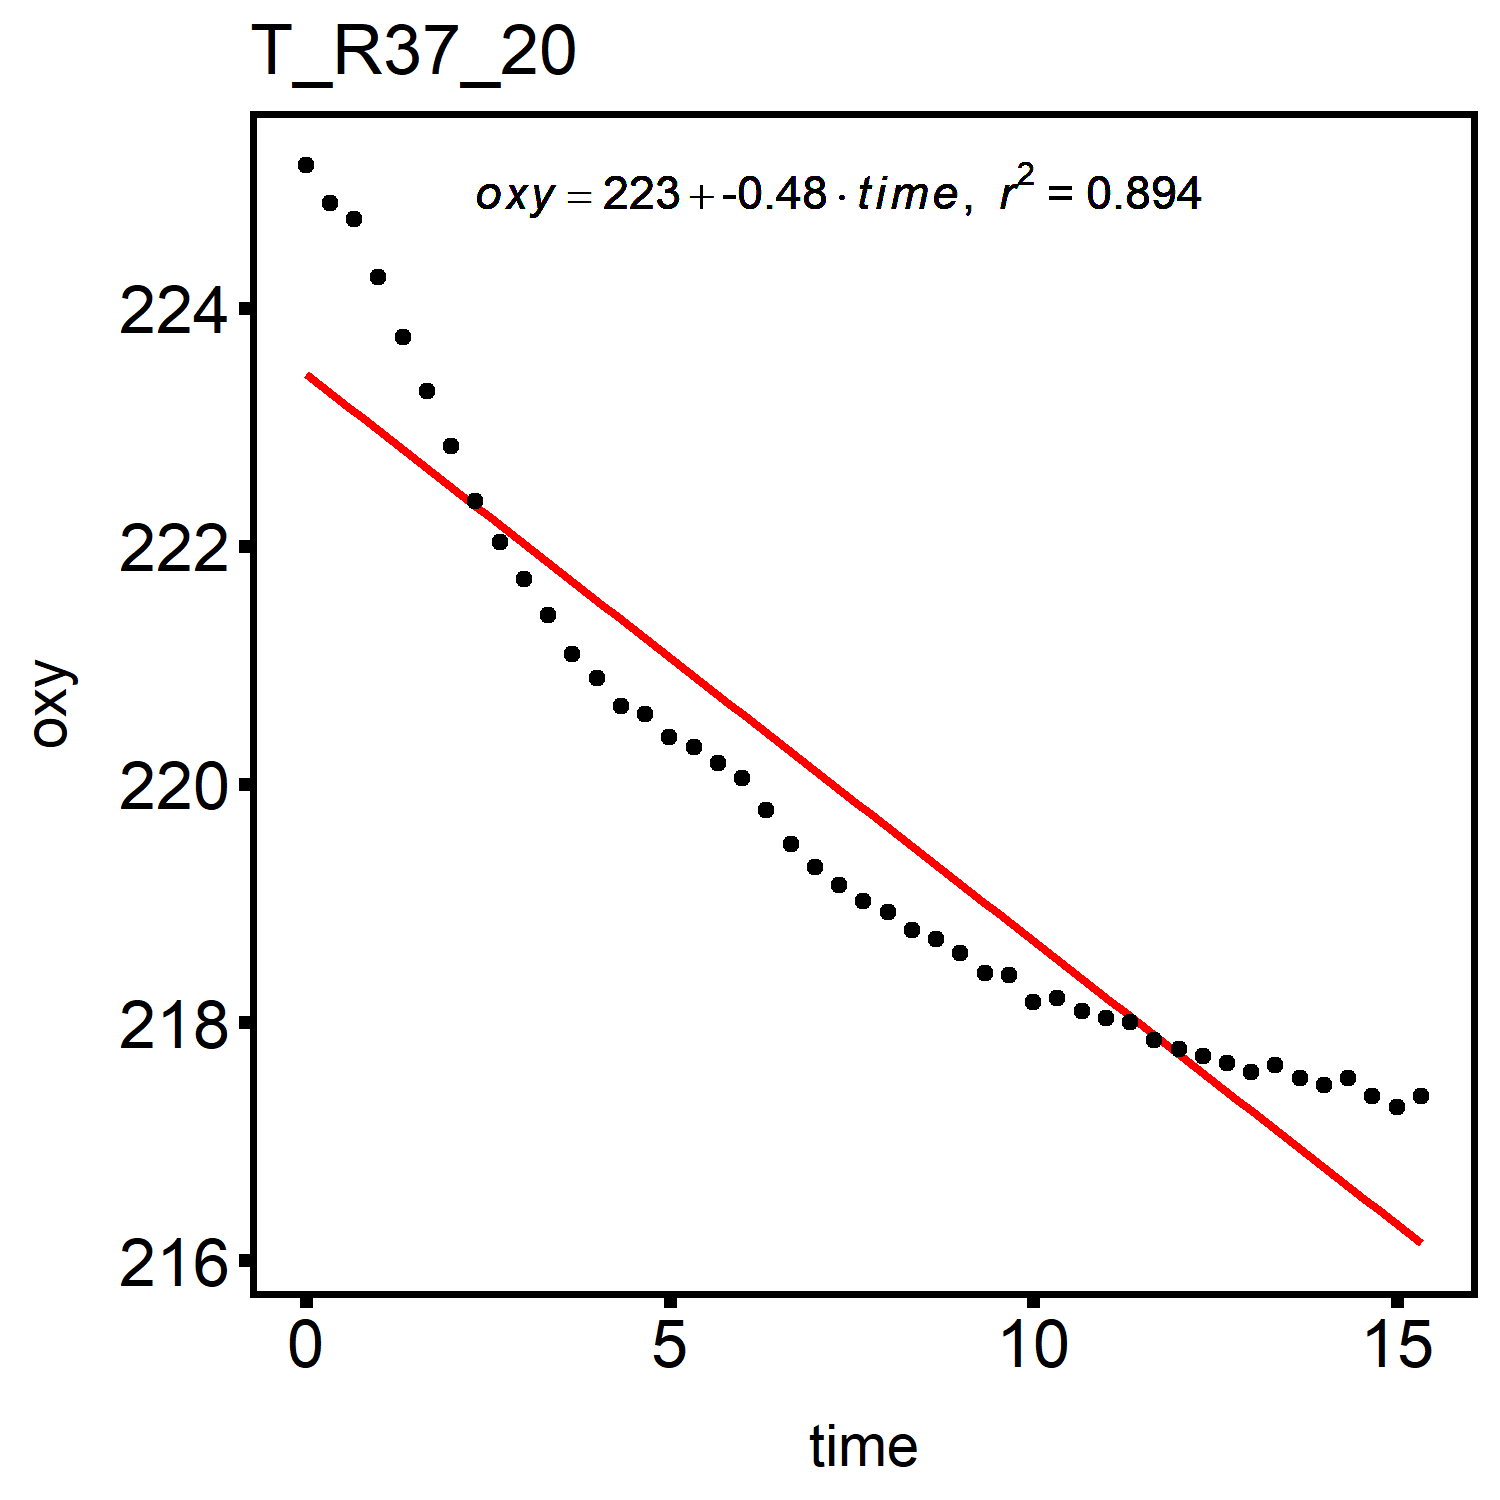 T_R37_20
oxy = 223 + -0.48 · time, r² = 0.894
224
222
220
218
216
oxy
0 5 10 15
time